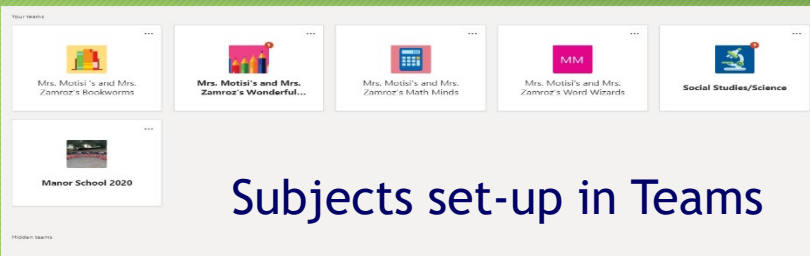 Your teams
Mrs. Motisi 's and Mrs.
Zamroz's Bookworms
Mrs. Motisi's and Mrs.
Zamroz's Wonderful...
Mrs. Motisi's and Mrs.
Zamroz's Math Minds
MM
Mrs. Motisi's and Mrs.
Zamroz's Word Wizards
Social Studies/Science
Manor School 2020
Subjects set-up in Teams
Hidden teams